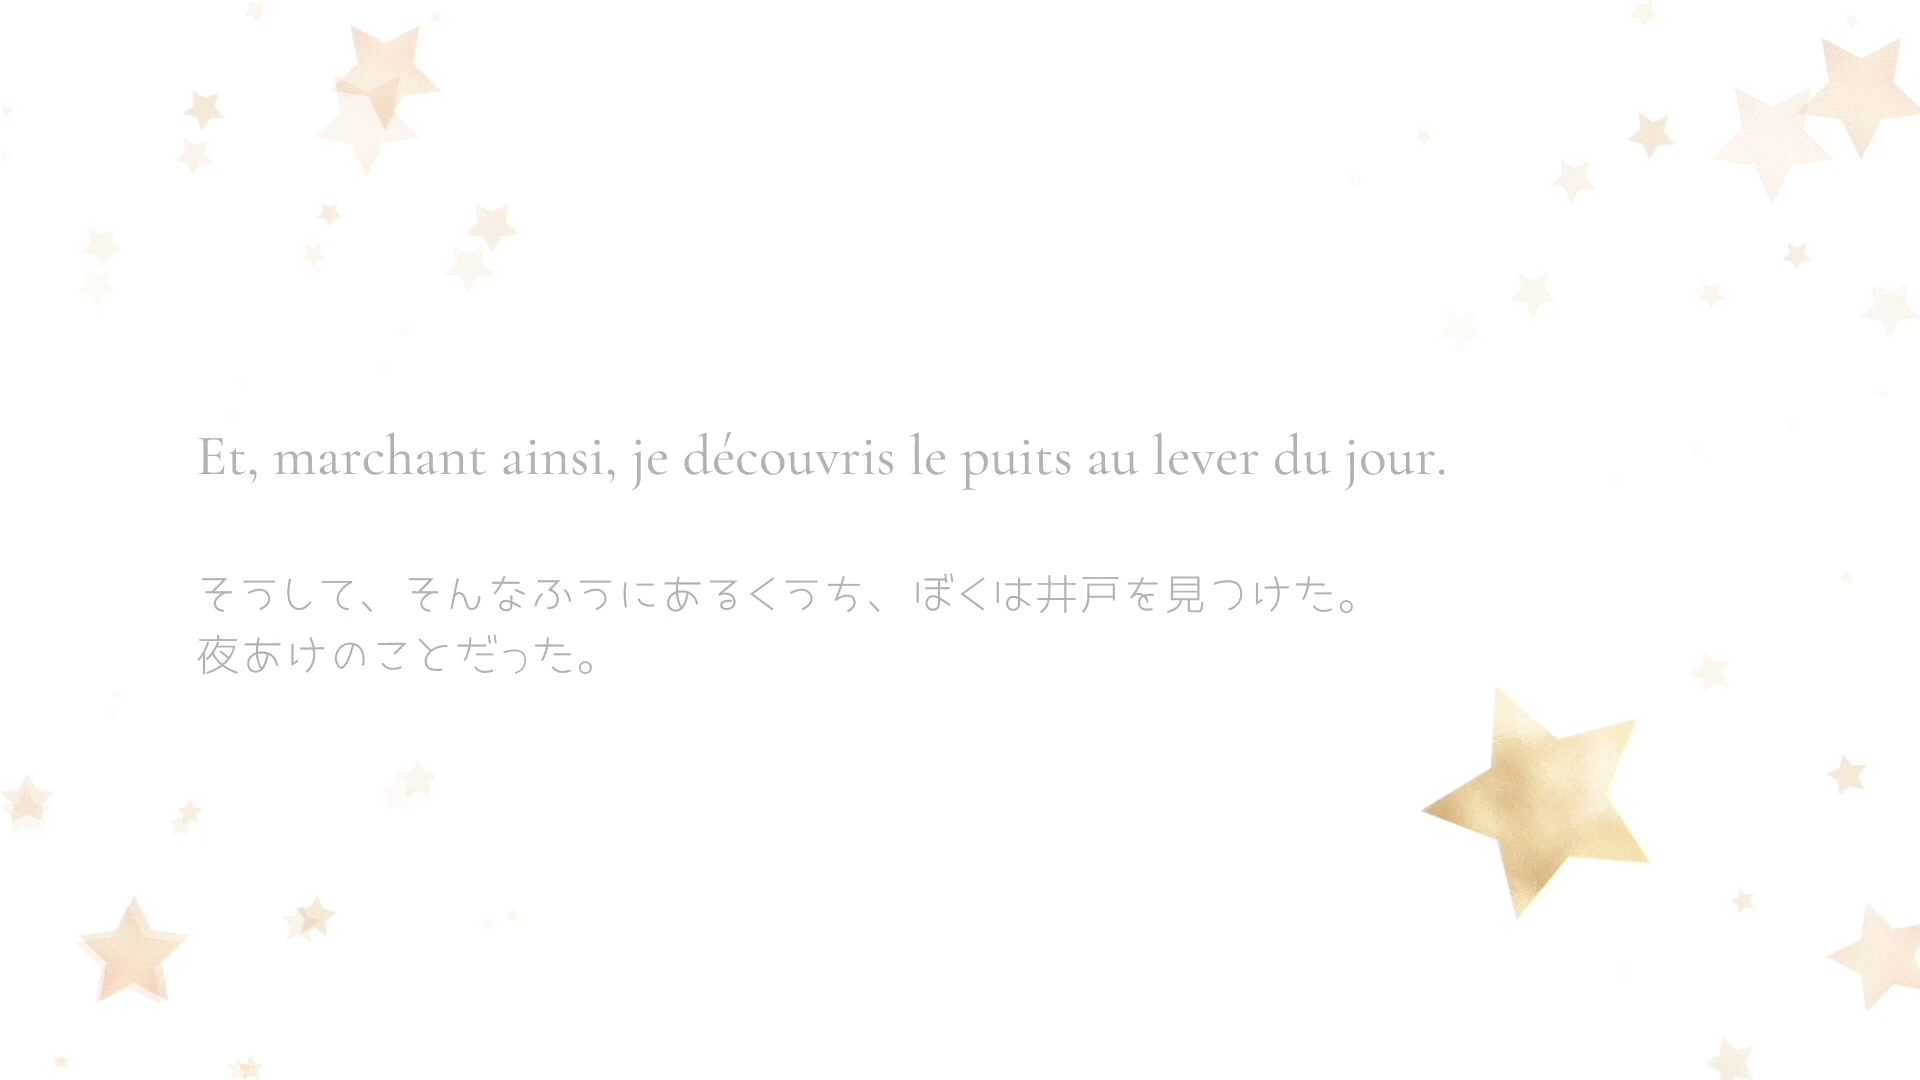 Et, marchant ainsi, je découvris le puits au lever du jour.
そうして、そんなふうにあるくうち、ぼくは井戸を見つけた。
夜あけのことだった。